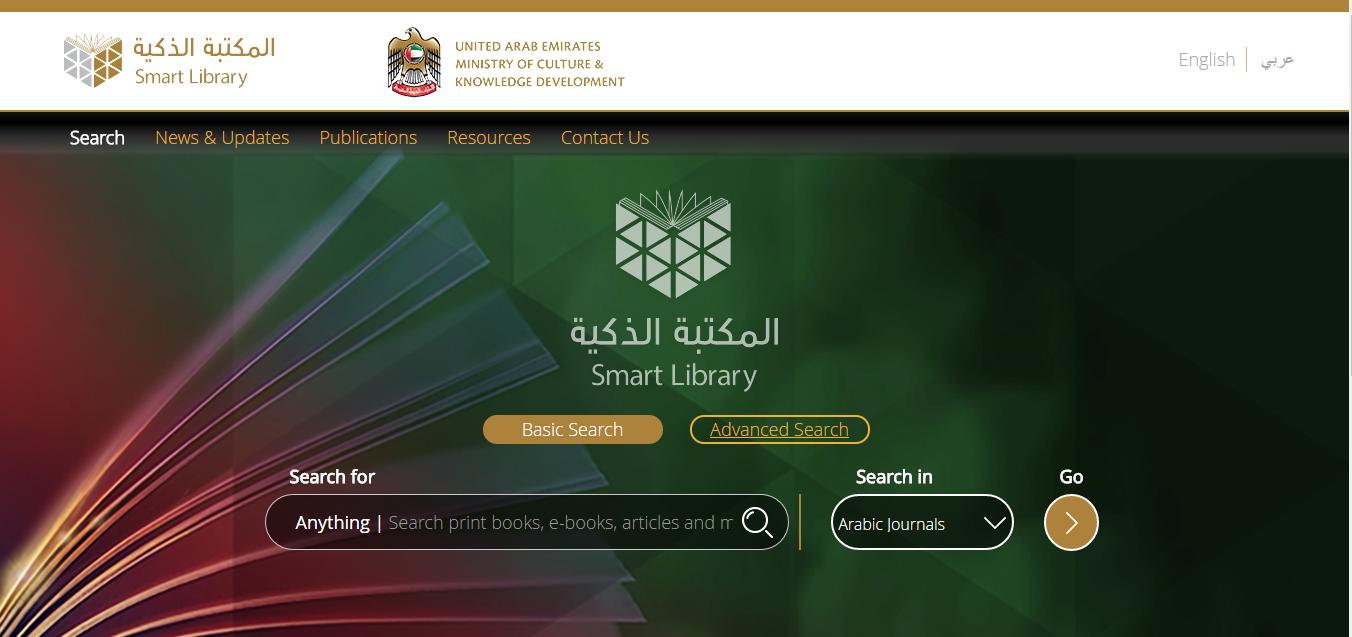 المكتبة الذكية
Smart Library
UNITED ARAB EMIRATES
MINISTRY OF CULTURE &
KNOWLEDGE DEVELOPMENT
English
عربي
Search News & Updates Publications Resources Contact Us
المكتبة الذكية
Smart Library
Basic Search Advanced Search
Search for Search in Go
Anything | Search print books, e-books, articles and m Arabic Journals